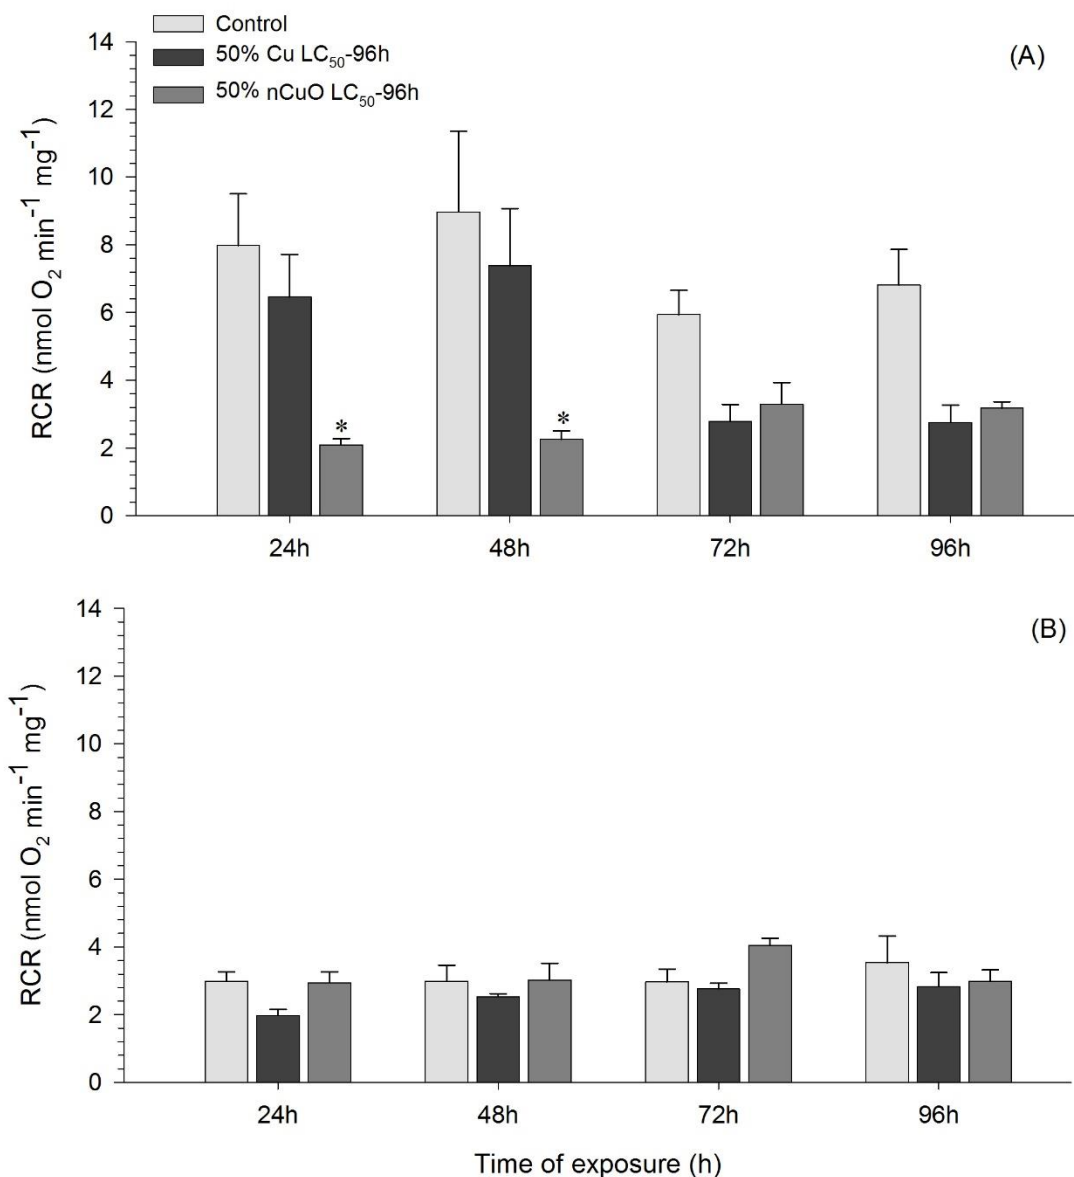 Control
50% Cu LC50-96h
50% nCuO LC50-96h
(A)
RCR (nmol O2 min-1 mg-1)
14
12
10
8
6
4
2
0
*
*
24h
48h
72h
96h
(B)
RCR (nmol O2 min-1 mg-1)
14
12
10
8
6
4
2
0
24h
48h
72h
96h
Time of exposure (h)